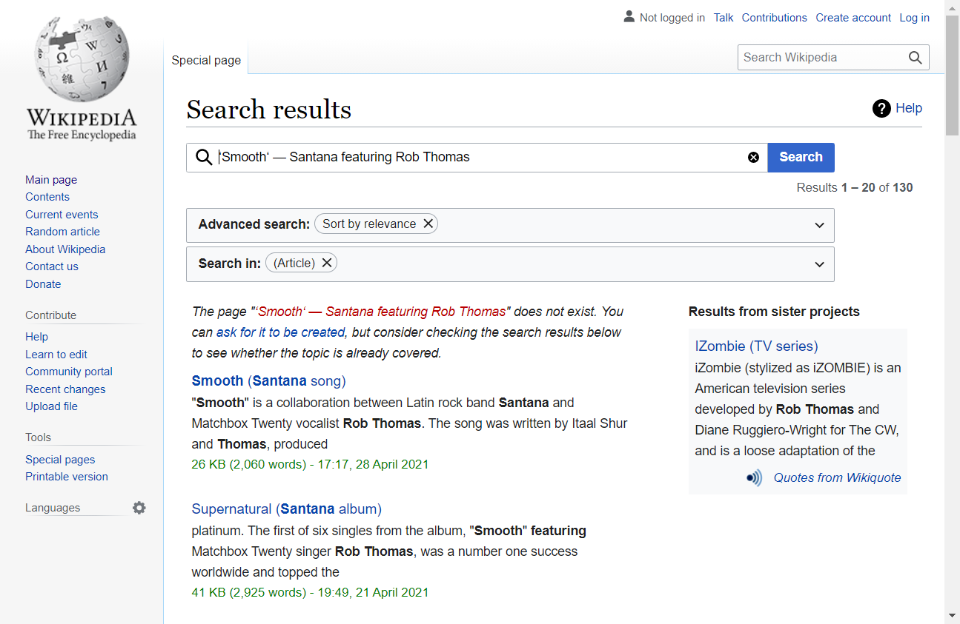 Not logged in Talk Contributions Create account Log in
Special page
Search Wikipedia
WIKIPEDIA
The Free Encyclopedia
Main page
Contents
Current events
Random article
About Wikipedia
Contact us
Donate
Contribute
Help
Learn to edit
Community portal
Recent changes
Upload file
Tools
Special pages
Printable version
Languages
Search results
Help
'Smooth' — Santana featuring Rob Thomas
Search
Results 1 – 20 of 130
Advanced search: Sort by relevance
Search in: (Article)
The page "'Smooth' — Santana featuring Rob Thomas" does not exist. You
can ask for it to be created, but consider checking the search results below
to see whether the topic is already covered.
Smooth (Santana song)
"Smooth" is a collaboration between Latin rock band Santana and
Matchbox Twenty vocalist Rob Thomas. The song was written by Itaal Shur
and Thomas, produced
26 KB (2,060 words) - 17:17, 28 April 2021
Supernatural (Santana album)
platinum. The first of six singles from the album, "Smooth" featuring
Matchbox Twenty singer Rob Thomas, was a number one success
worldwide and topped the
41 KB (2,925 words) - 19:49, 21 April 2021
Results from sister projects
IZombie (TV series)
iZombie (stylized as iZOMBIE) is an
American television series
developed by Rob Thomas and
Diane Ruggiero-Wright for The CW,
and is a loose adaptation of the
Quotes from Wikiquote